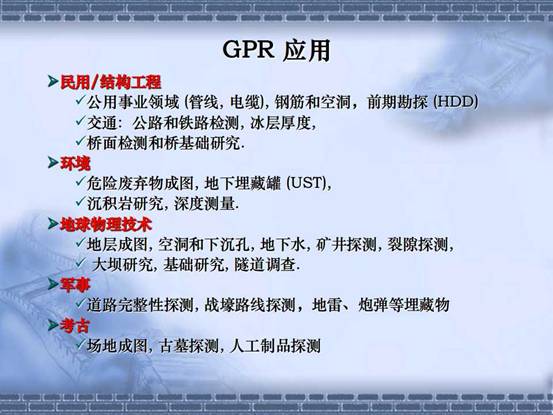 GPR 应用
民用/结构工程
公用事业领域 (管线, 电缆), 钢筋和空洞，前期勘探 (HDD)
交通：公路和铁路检测, 冰层厚度,
桥面检测和桥基础研究.
环境
危险废弃物成图, 地下埋藏罐 (UST),
沉积岩研究, 深度测量.
地球物理技术
地层成图, 空洞和下沉孔, 地下水, 矿井探测, 裂隙探测,
大坝研究, 基础研究, 隧道调查.
军事
道路完整性探测, 战壕路线探测，地雷、炮弹等埋藏物
考古
场地成图, 古墓探测, 人工制品探测